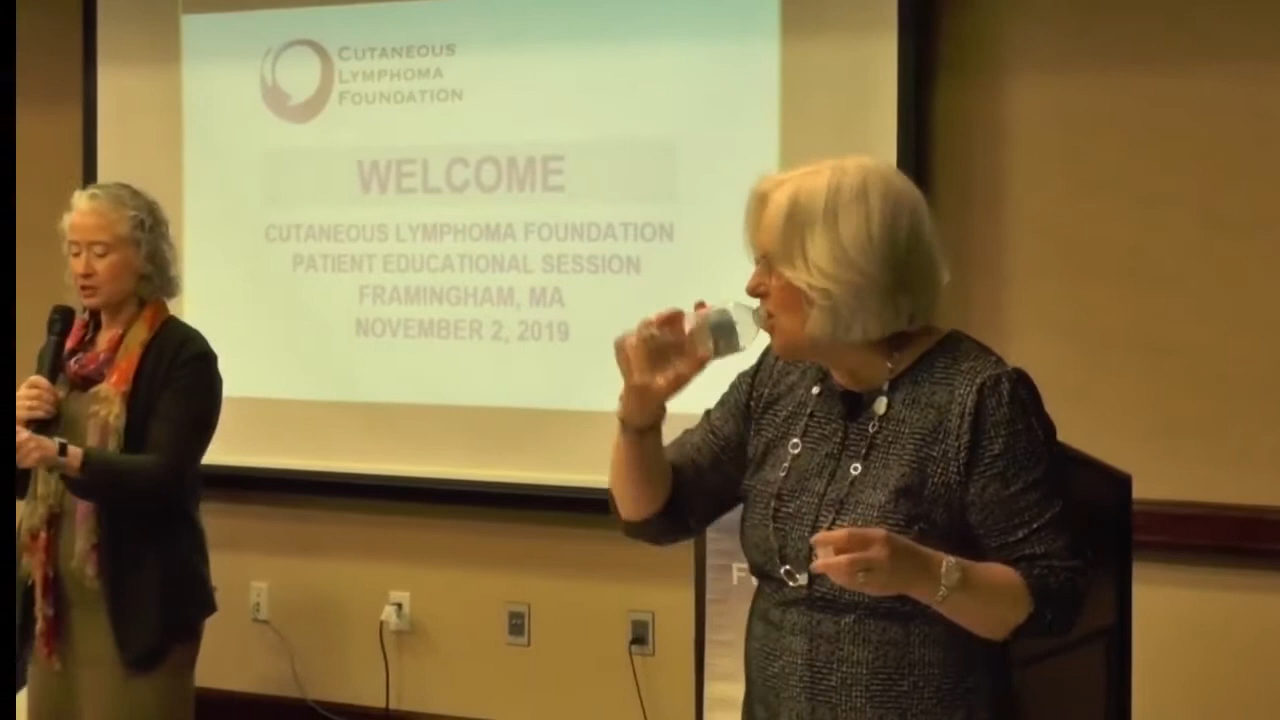 CUTANEOUS
LYMPHOMA
FOUNDATION
WELCOME
CUTANEOUS LYMPHOMA FOUNDATION
PATIENT EDUCATIONAL SESSION
FRAMINGHAM, MA
NOVEMBER 2, 2019